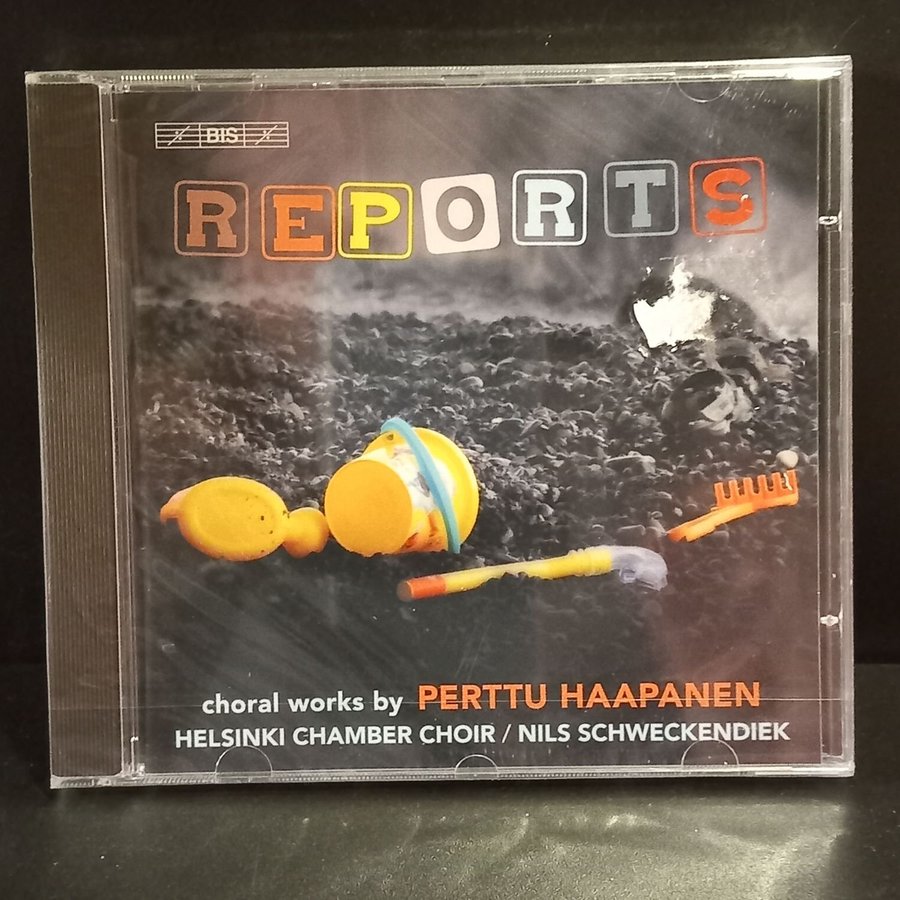 BIS
REPORTS
choral works by PERTTU HAAPANEN
HELSINKI CHAMBER CHOIR / NILS SCHWECKENDIEK